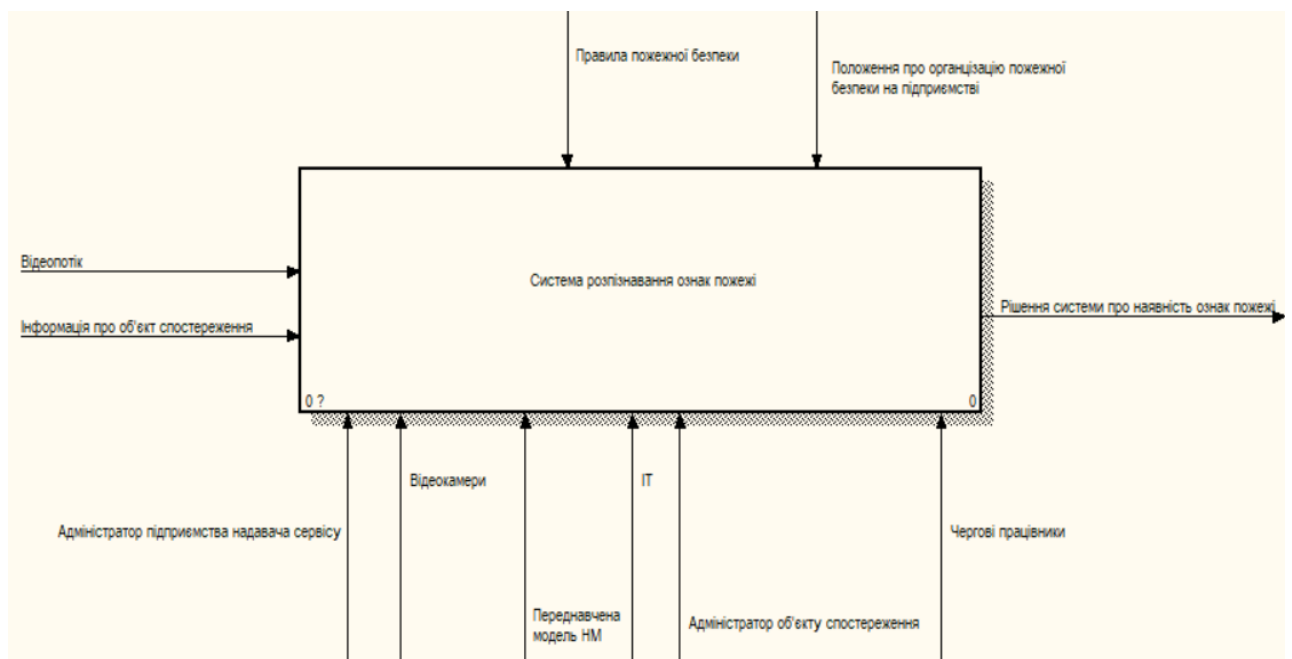 Правила пожежної безпеки
Положення про органцізацію пожежної
безпеки на підприємстві
Відеопотік
Інформація про об'єкт спостереження
Система розпізнавання ознак пожежі
Рішення системи про наявність ознак пожежі
0 ?
0
Відеокамери
ІТ
Адміністратор підприємства надавача сервісу
Чергові працівники
Переднавчена
модель НМ
Адміністратор об'єкту спостереження